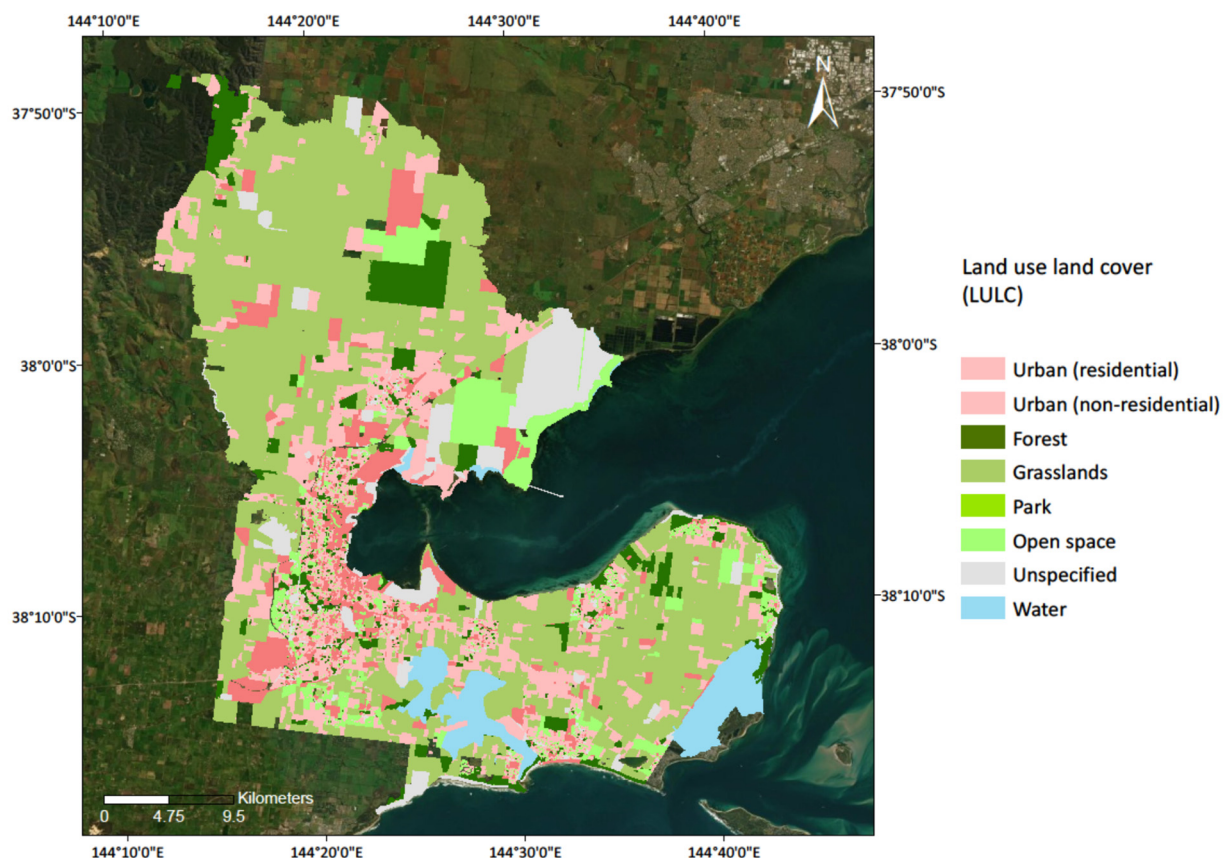 144°10'0"E 144°20'0"E 144°30'0"E 144°40'0"E
N
37°50'0"S 37°50'0"S
38°0'0"S 38°0'0"S
38°10'0"S 38°10'0"S
Land use land cover
(LULC)
Urban (residential)
Urban (non-residential)
Forest
Grasslands
Park
Open space
Unspecified
Water
Kilometers
0 4.75 9.5
144°10'0"E 144°20'0"E 144°30'0"E 144°40'0"E